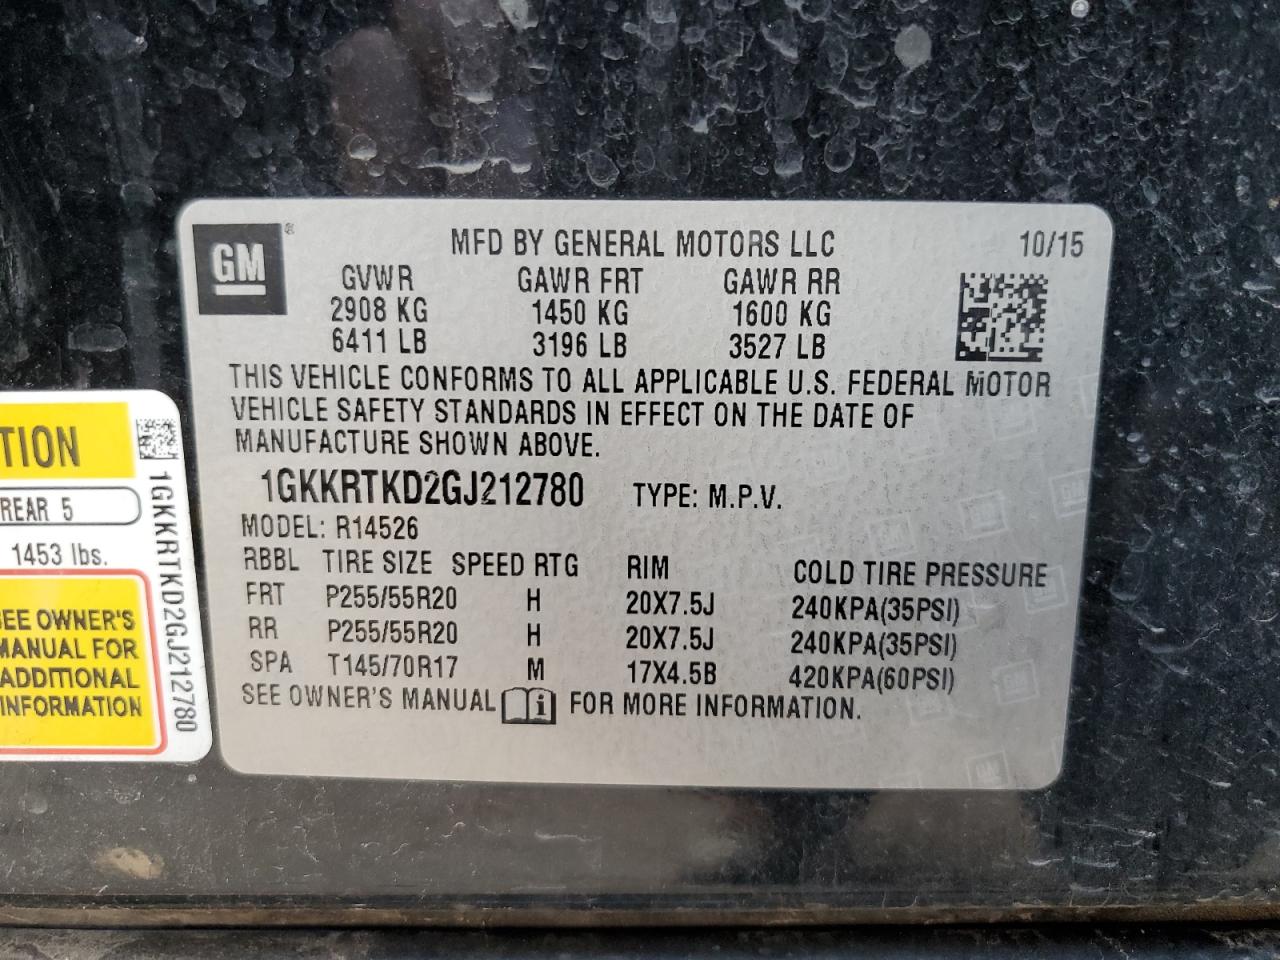 GM ®
MFD BY GENERAL MOTORS LLC 10/15
GVWR GAWR FRT GAWR RR
2908 KG 1450 KG 1600 KG
6411 LB 3196 LB 3527 LB
THIS VEHICLE CONFORMS TO ALL APPLICABLE U.S. FEDERAL MOTOR
VEHICLE SAFETY STANDARDS IN EFFECT ON THE DATE OF
MANUFACTURE SHOWN ABOVE.
1GKKRTKD2GJ212780 TYPE: M.P.V.
MODEL: R14526
RBBL TIRE SIZE SPEED RTG RIM COLD TIRE PRESSURE
FRT P255/55R20 H 20X7.5J 240KPA(35PSI)
RR P255/55R20 H 20X7.5J 240KPA(35PSI)
SPA T145/70R17 M 17X4.5B 420KPA(60PSI)
SEE OWNER'S MANUAL i FOR MORE INFORMATION.
TION
REAR 5
1453 lbs.
SEE OWNER'S
MANUAL FOR
ADDITIONAL
INFORMATION
1GKKRTKD2GJ212780